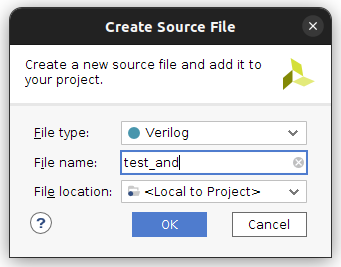 Create Source File
Create a new source file and add it to
your project.
File type: Verilog
File name: test_and
File location: <Local to Project>
? OK Cancel